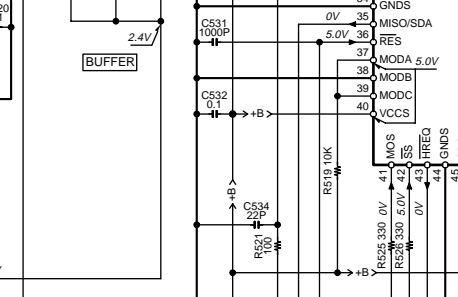 GNDS
C531
1000P
0V
35
MISO/SDA
5.0V
36
RES
37
MODA
5.0V
38
MODB
39
MODC
40
VCCS
2.4V
BUFFER
C532
0.1
+B
MOS
SS
HREQ
GNDS
41
42
43
44
45
R519 10K
+B
C534
22P
R521
100
0V
5.0V
0V
R525 330
R526 330
+B